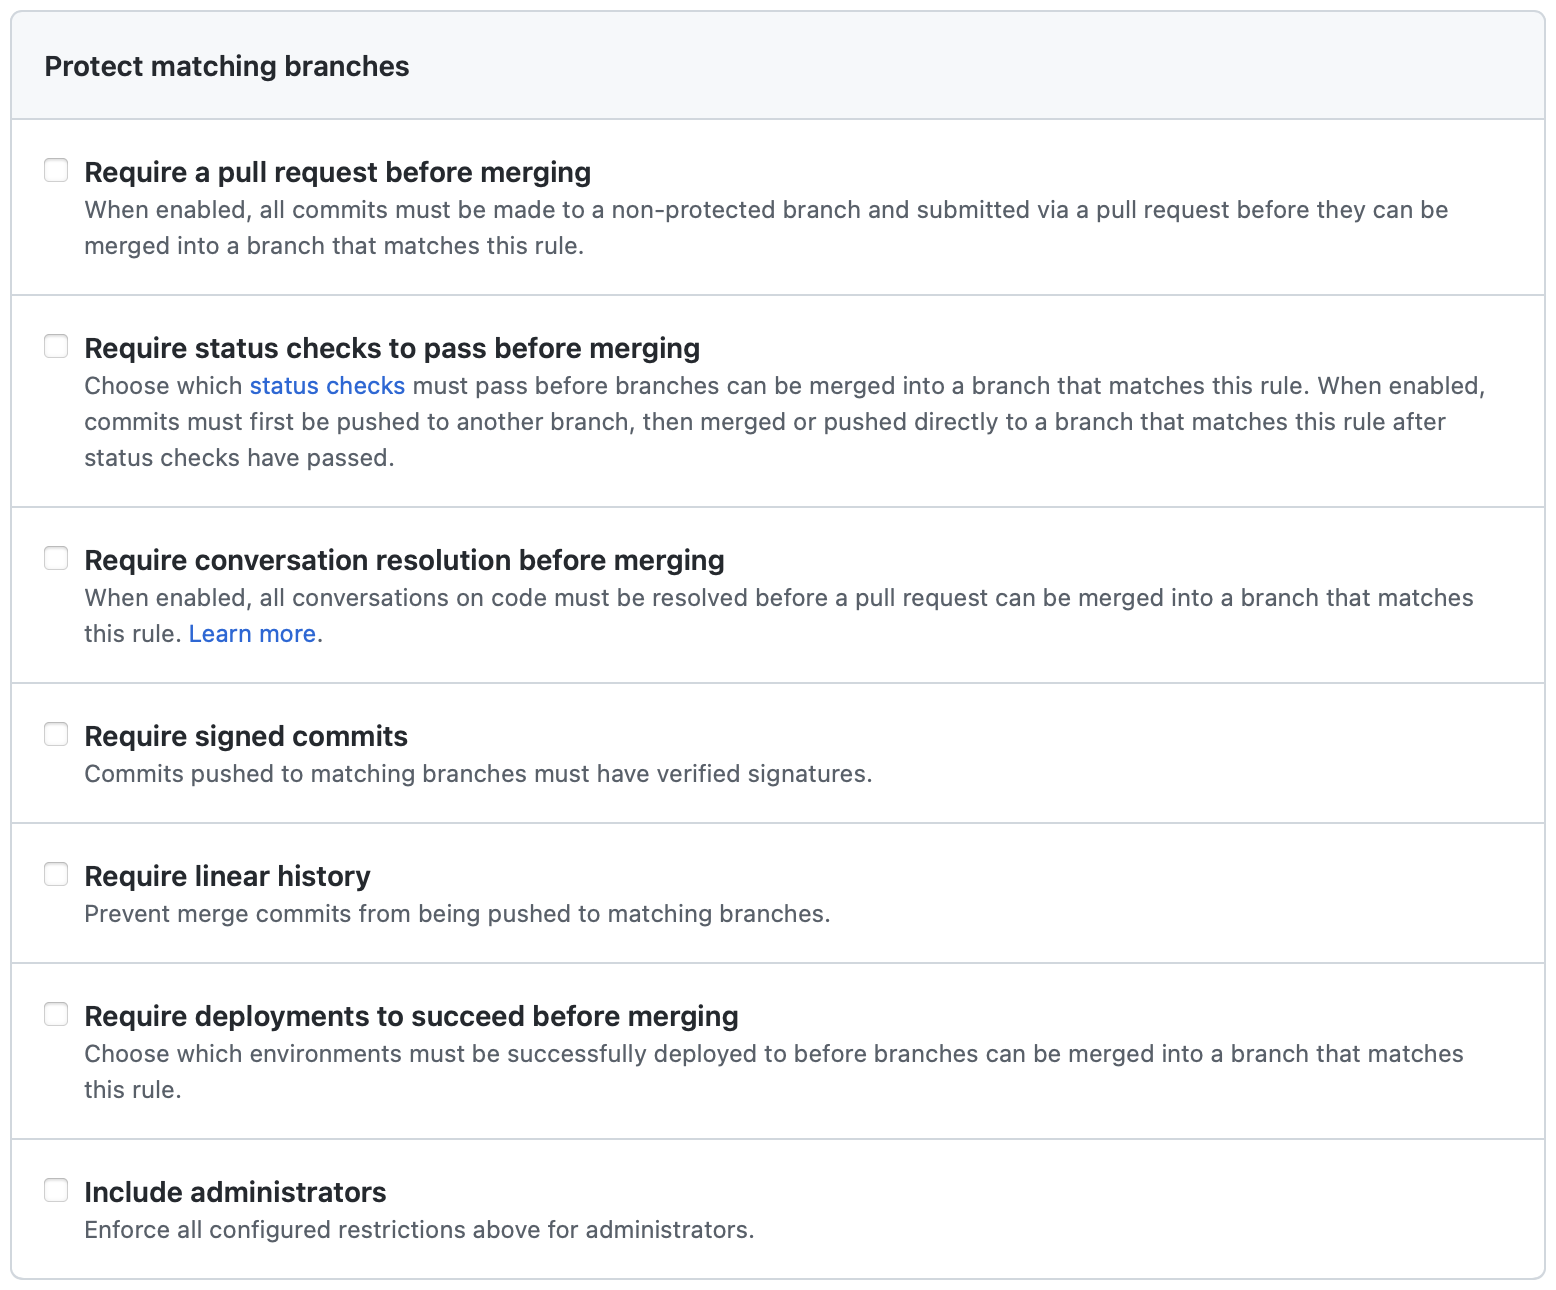 Protect matching branches
Require a pull request before merging
When enabled, all commits must be made to a non-protected branch and submitted via a pull request before they can be
merged into a branch that matches this rule.
Require status checks to pass before merging
Choose which status checks must pass before branches can be merged into a branch that matches this rule. When enabled,
commits must first be pushed to another branch, then merged or pushed directly to a branch that matches this rule after
status checks have passed.
Require conversation resolution before merging
When enabled, all conversations on code must be resolved before a pull request can be merged into a branch that matches
this rule. Learn more.
Require signed commits
Commits pushed to matching branches must have verified signatures.
Require linear history
Prevent merge commits from being pushed to matching branches.
Require deployments to succeed before merging
Choose which environments must be successfully deployed to before branches can be merged into a branch that matches
this rule.
Include administrators
Enforce all configured restrictions above for administrators.